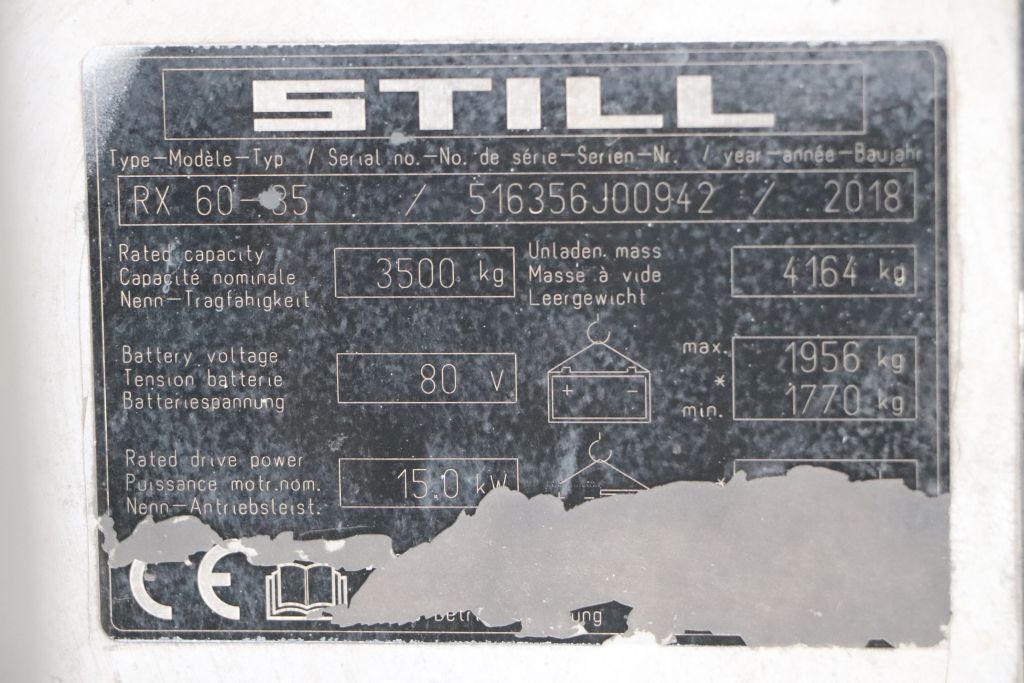 STILL
Type-Modèle-Typ / Serial no.-No. de série-Serien-Nr. / year-année-Baujahr
RX 60-35 / 516356J00942 / 2018
Rated capacity
Capacité nominale
Nenn-Tragfähigkeit
3500 kg
Unladen. mass
Masse à vide
Leergewicht
4164 kg
Battery voltage
Tension batterie
Batteriespannung
80 V
max. 1956 kg
*
min. 1770 kg
Rated drive power
Puissance motr.nom.
Nenn-Antriebsleist.
15.0 kW
*
CE